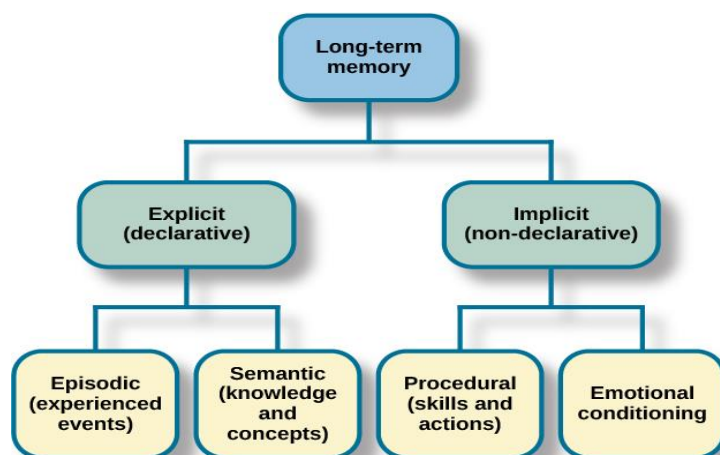 Long-term
memory
Explicit
(declarative)
Implicit
(non-declarative)
Episodic
(experienced
events)
Semantic
(knowledge
and
concepts)
Procedural
(skills and
actions)
Emotional
conditioning